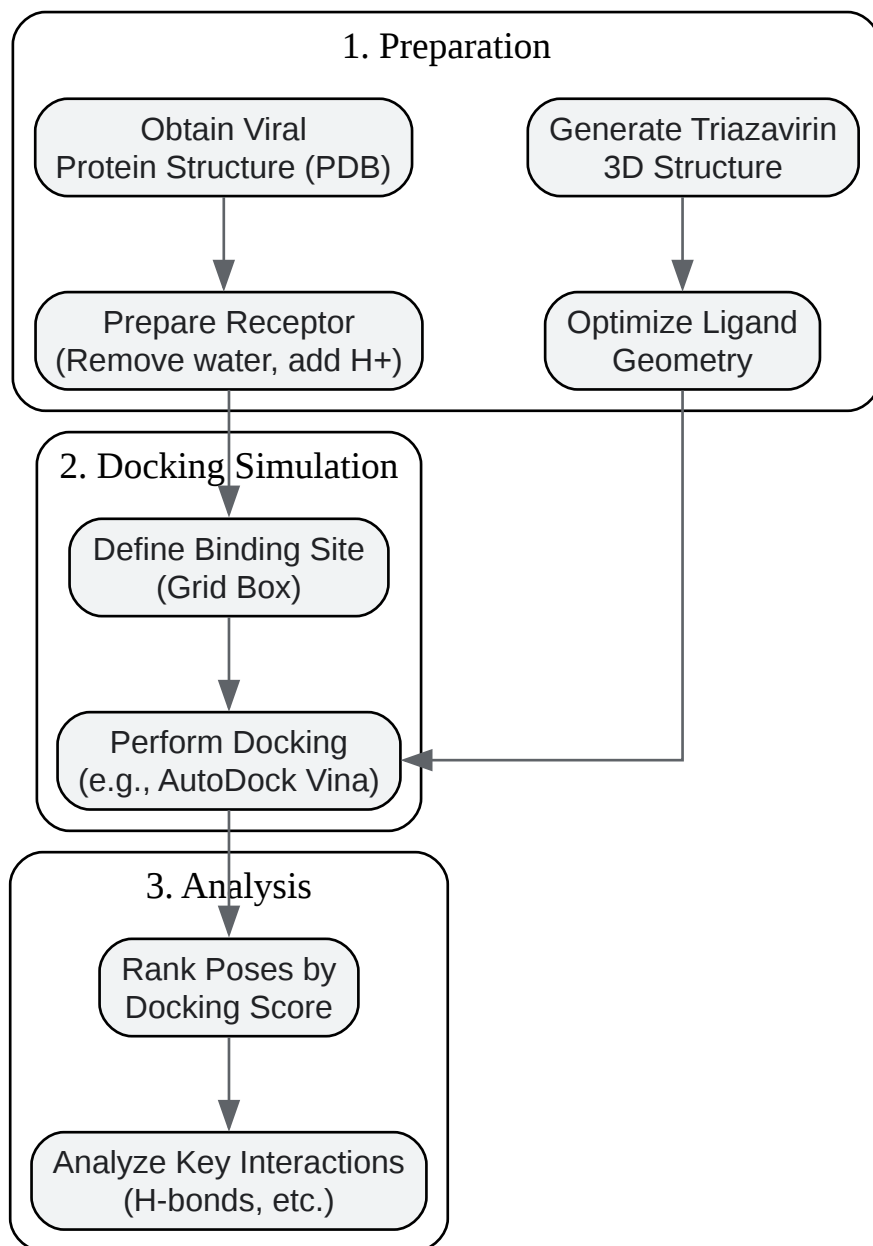 1. Preparation
Obtain Viral
Protein Structure (PDB)
Generate Triazavirin
3D Structure
Prepare Receptor
(Remove water, add H+)
Optimize Ligand
Geometry
2. Docking Simulation
Define Binding Site
(Grid Box)
Perform Docking
(e.g., AutoDock Vina)
3. Analysis
Rank Poses by
Docking Score
Analyze Key Interactions
(H-bonds, etc.)